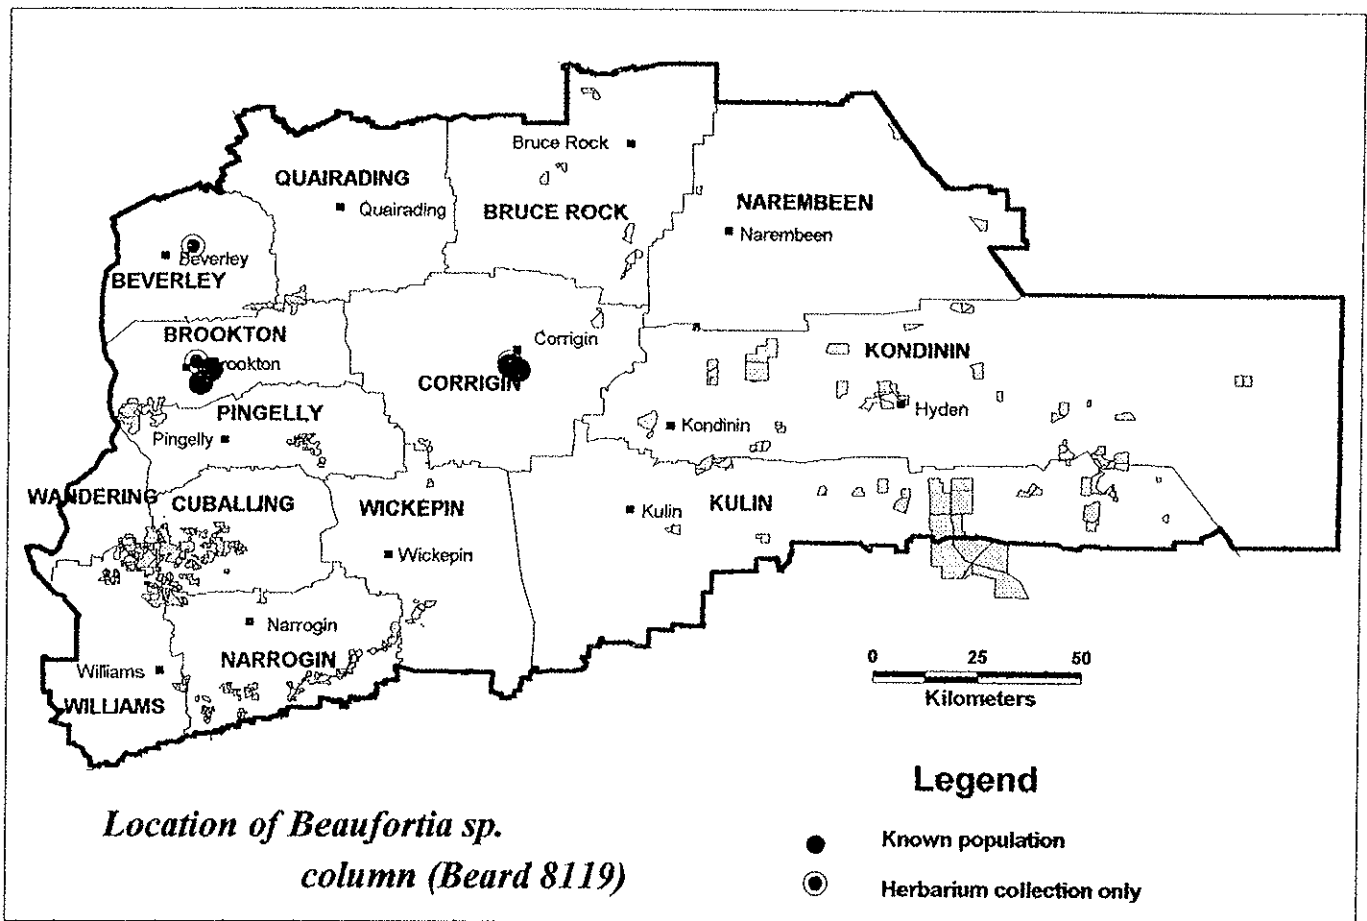 Bruce Rock
QUAIRADING
Quairading
BRUCE ROCK
NAREMBEEN
Narembeen
Beverley
BEVERLEY
BROOKTON
Brookton
Corrigin
CORRIGIN
KONDININ
Hyden
PINGELLY
Pingelly
Kondinin
WANDERING
CUBALLING
WICKEPIN
Wickepin
Kulin
KULIN
Narrogin
NARROGIN
Williams
WILLIAMS
0 25 50
Kilometers
Legend
Known population
Herbarium collection only
Location of Beaufortia sp.
column (Beard 8119)